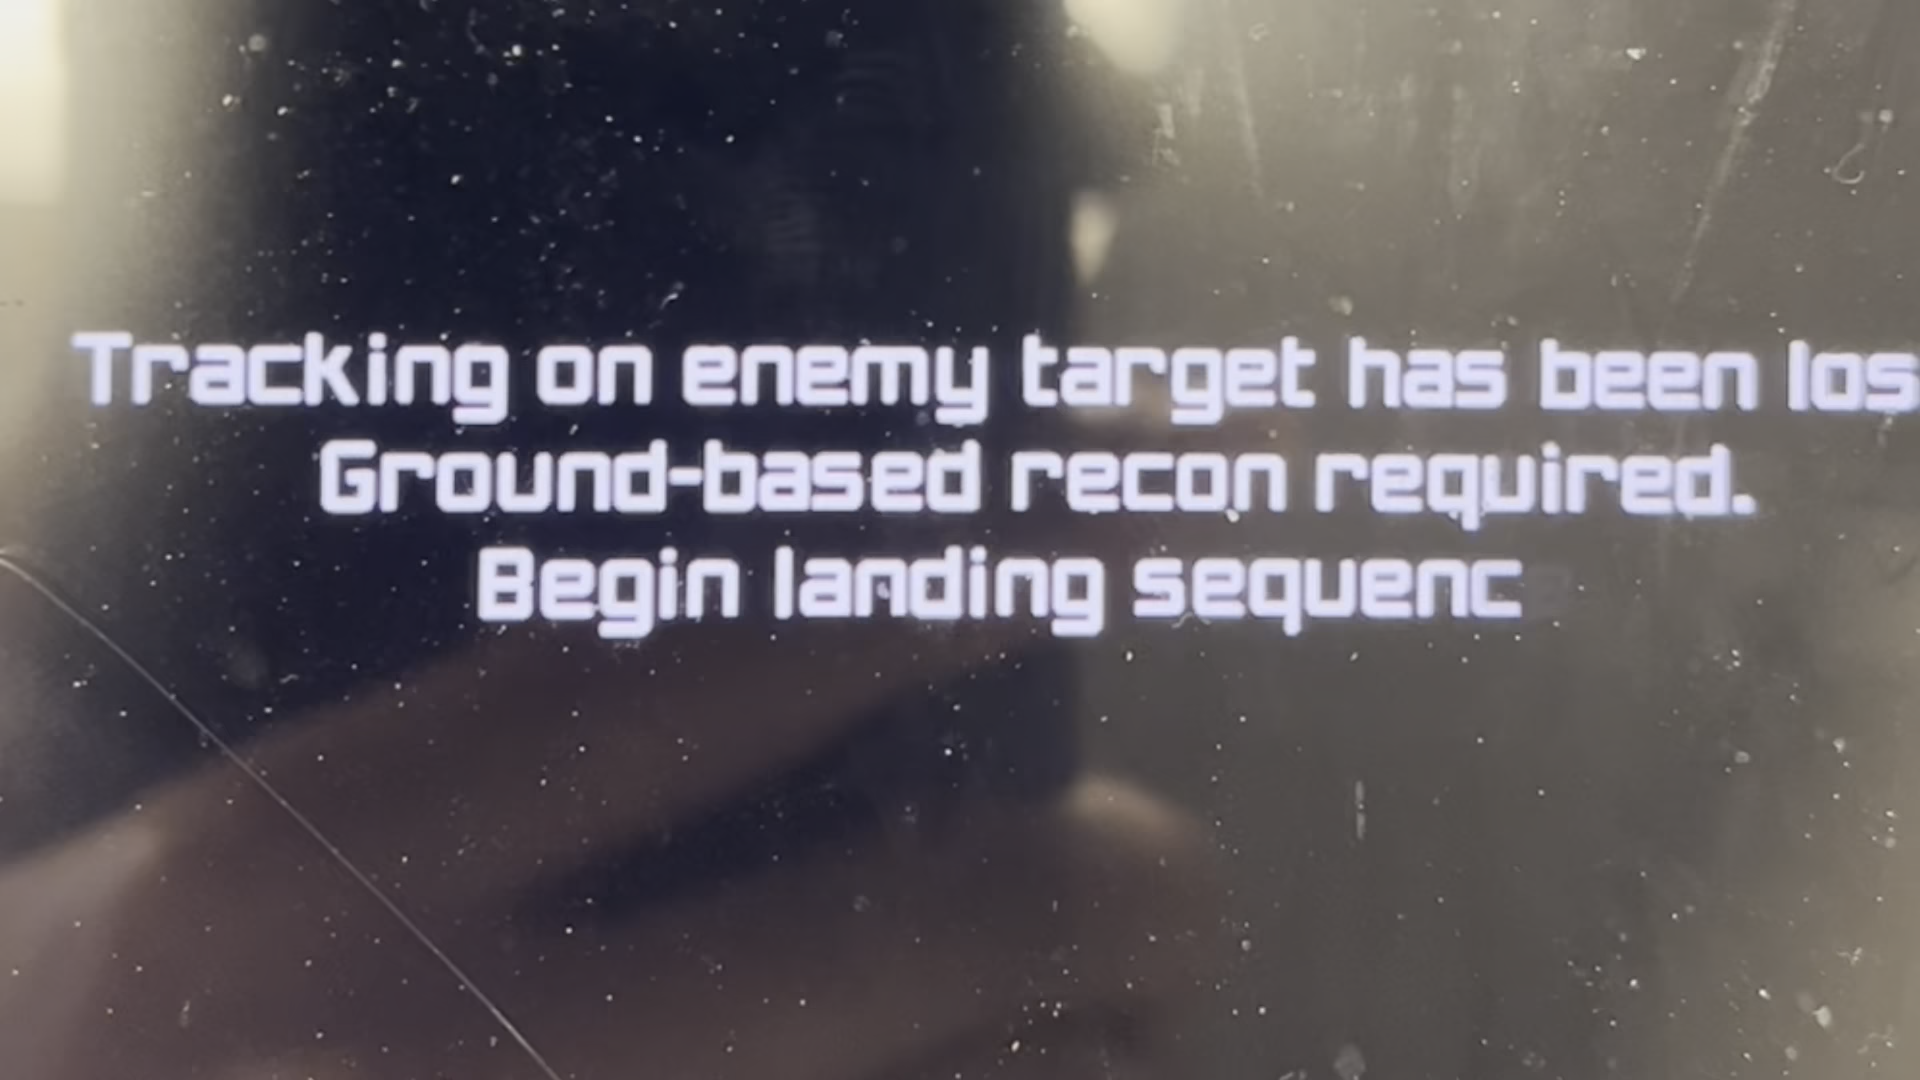 Tracking on enemy target has been los
Ground-based recon required.
Begin landing sequenc